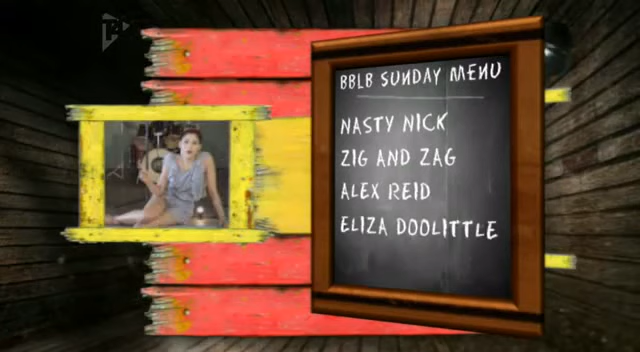 BBLB SUNDAY MENU
NASTY NICK
ZIG AND ZAG
ALEX REID
ELIZA DOOLITTLE